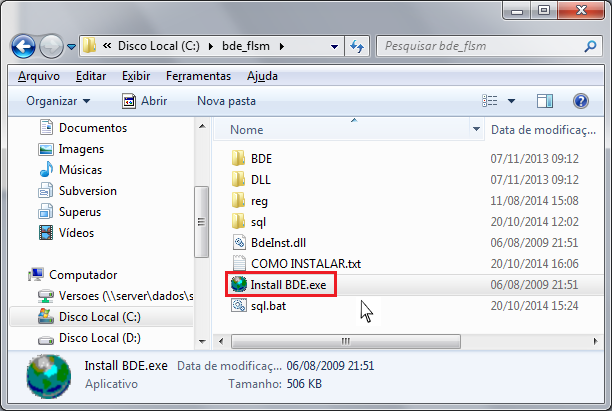 Disco Local (C:) bde_flsm
Pesquisar bde_flsm
Arquivo Editar Exibir Ferramentas Ajuda
Organizar Abrir Nova pasta
Documentos
Imagens
Músicas
Subversion
Superus
Vídeos
Computador
Versoes (\\server\dados\s
Disco Local (C:)
Disco Local (D:)
Nome Data de modificaç...
BDE 07/11/2013 09:12
DLL 07/11/2013 09:12
reg 11/08/2014 15:08
sql 20/10/2014 12:02
BdeInst.dll 06/08/2009 21:51
COMO INSTALAR.txt 20/10/2014 16:06
Install BDE.exe 06/08/2009 21:51
sql.bat 20/10/2014 15:24
Install BDE.exe Data de modificaç... 06/08/2009 21:51
Aplicativo Tamanho: 506 KB